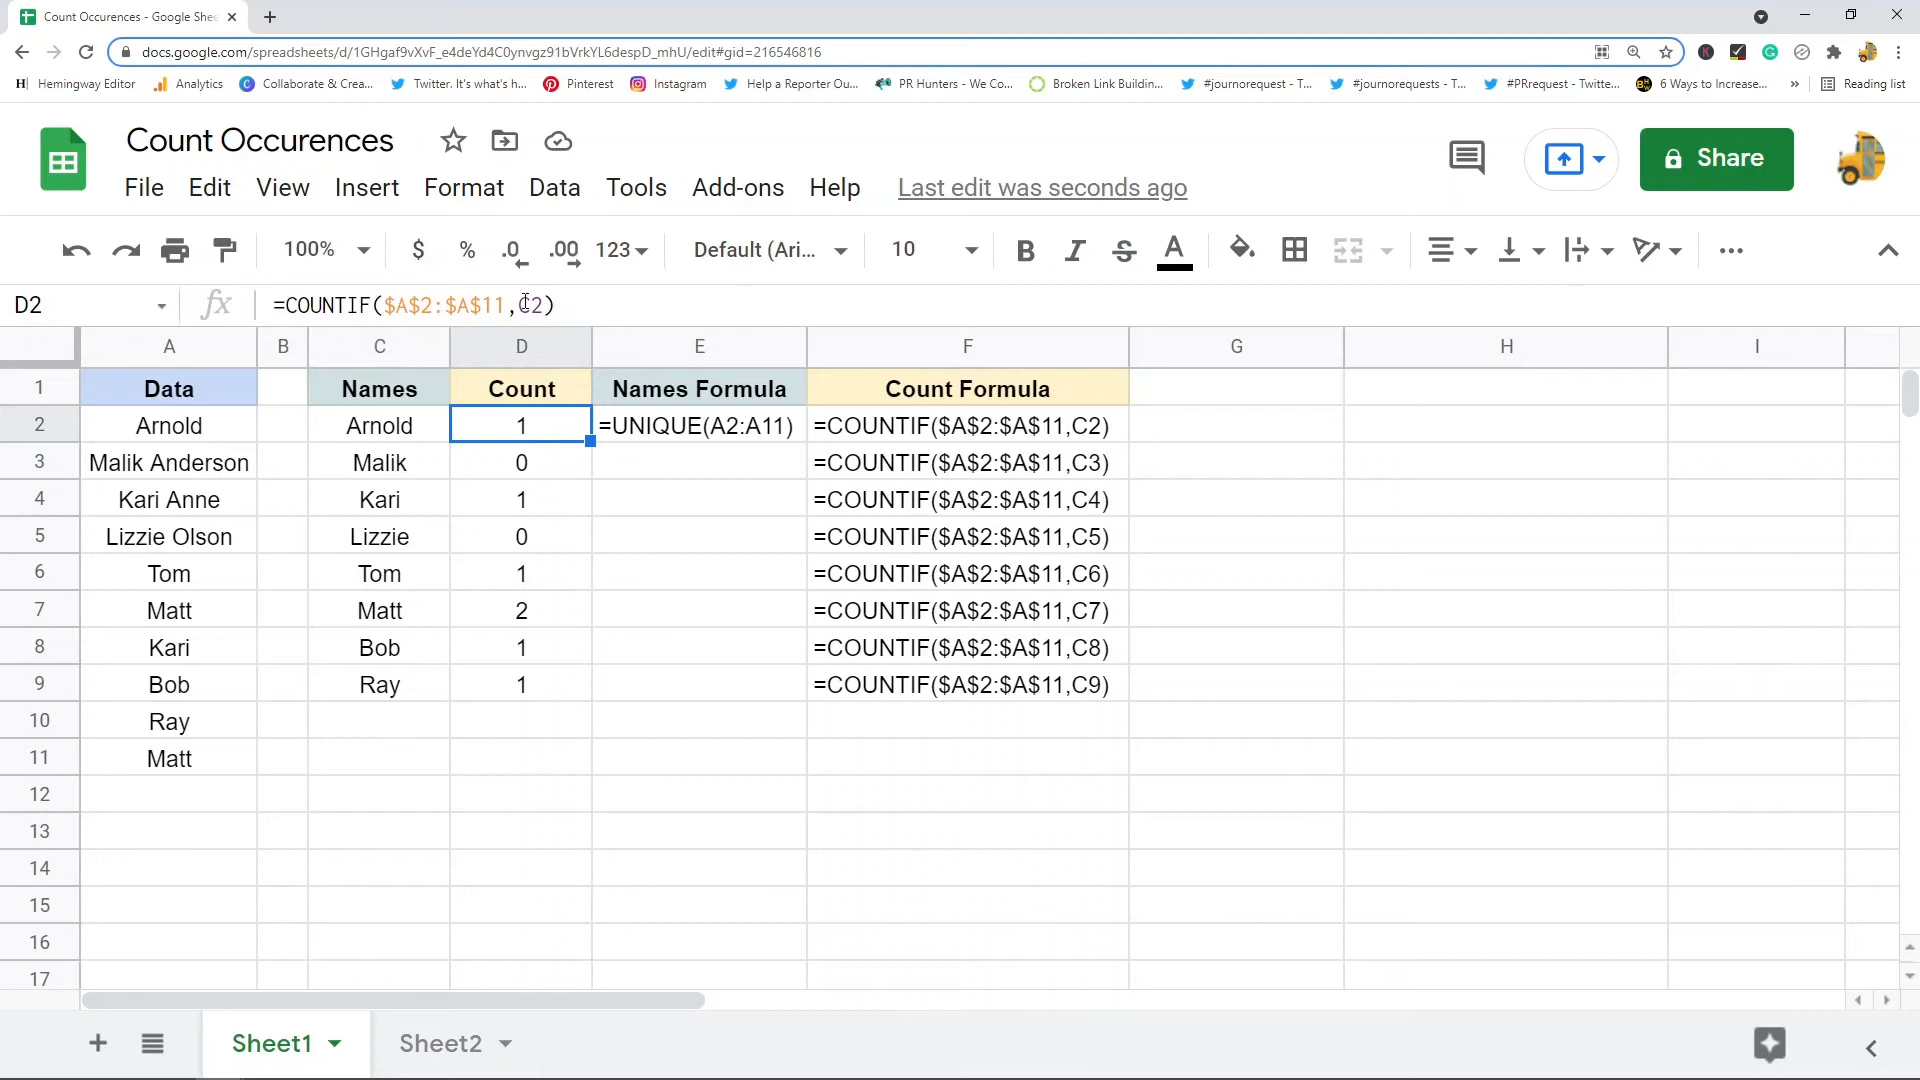 Count Occurences - Google Shee
docs.google.com/spreadsheets/d/1GHgaf9vXvF_e4deYd4C0ynvgz91bVrkYL6despD_mhU/edit#gid=216546816
Hemingway Editor Analytics Collaborate & Crea... Twitter. It's what's h... Pinterest Instagram Help a Reporter Ou... PR Hunters - We Co... Broken Link Buildin... #journorequest - T... #journorequests - T... #PRrequest - Twitte... 6 Ways to Increase... » Reading list
Count Occurences
File Edit View Insert Format Data Tools Add-ons Help Last edit was seconds ago
Share
100% $ % .0 .00 123 Default (Ari... 10 B I S A
D2 fx =COUNTIF($A$2:$A$11,C2)
A B C D E F G H I
1 Data Names Count Names Formula Count Formula
2 Arnold Arnold 1 =UNIQUE(A2:A11) =COUNTIF($A$2:$A$11,C2)
3 Malik Anderson Malik 0 =COUNTIF($A$2:$A$11,C3)
4 Kari Anne Kari 1 =COUNTIF($A$2:$A$11,C4)
5 Lizzie Olson Lizzie 0 =COUNTIF($A$2:$A$11,C5)
6 Tom Tom 1 =COUNTIF($A$2:$A$11,C6)
7 Matt Matt 2 =COUNTIF($A$2:$A$11,C7)
8 Kari Bob 1 =COUNTIF($A$2:$A$11,C8)
9 Bob Ray 1 =COUNTIF($A$2:$A$11,C9)
10 Ray
11 Matt
12
13
14
15
16
17
Sheet1 Sheet2